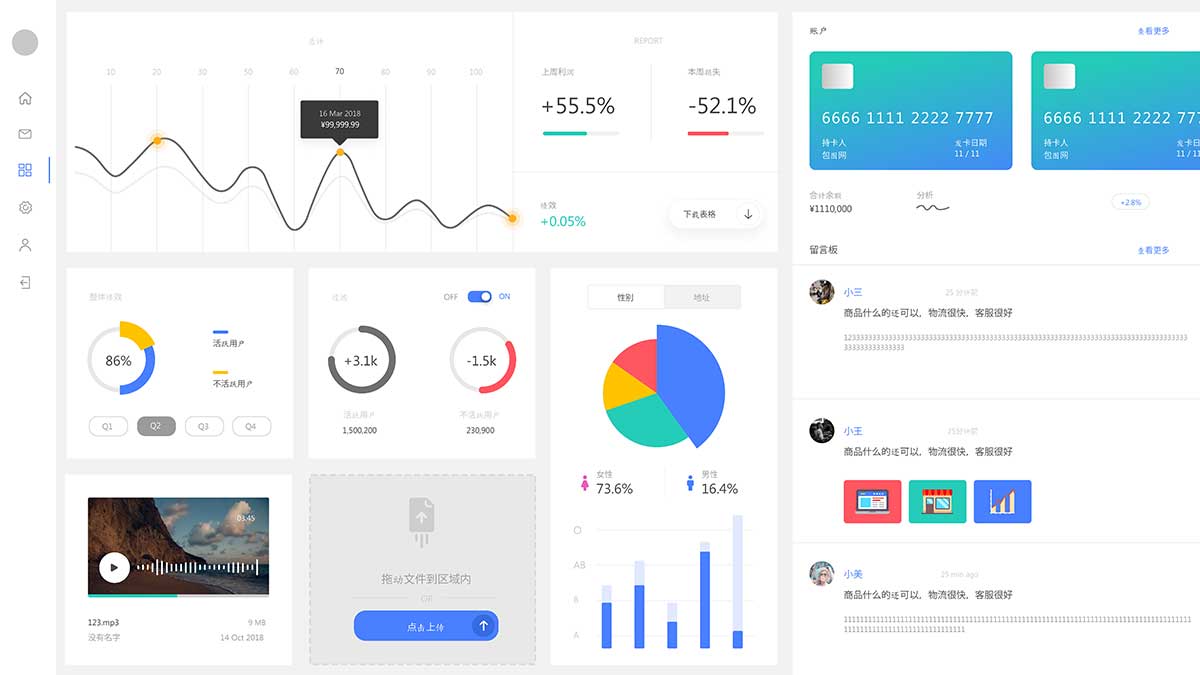 总计
10 20 30 50 60 70 80 90 100
16 Mar 2018
¥99,999.99
REPORT
上周利润
+55.5%
本周损失
-52.1%
绩效
+0.05%
下载表格
账户
查看更多
6666 1111 2222 7777
持卡人
包图网
发卡日期
11 / 11
6666 1111 2222 777
持卡人
包图网
发卡日
11 / 11
合计余额
¥1110,000
分析
+2.8%
留言板
查看更多
小三
25 分钟前
商品什么的还可以，物流很快，客服很好
小王
25分钟前
商品什么的还可以，物流很快，客服很好
小美
25 min ago
商品什么的还可以，物流很快，客服很好
整体绩效
86%
活跃用户
不活跃用户
Q1
Q2
Q3
Q4
过滤
OFF
ON
+3.1k
-1.5k
活跃用户
1,500,200
不活跃用户
230,900
性别
地址
女性
73.6%
男性
16.4%
O
AB
B
A
03:45
123.mp3
9 MB
没有名字
14 Oct 2018
拖动文件到区域内
OR
点击上传